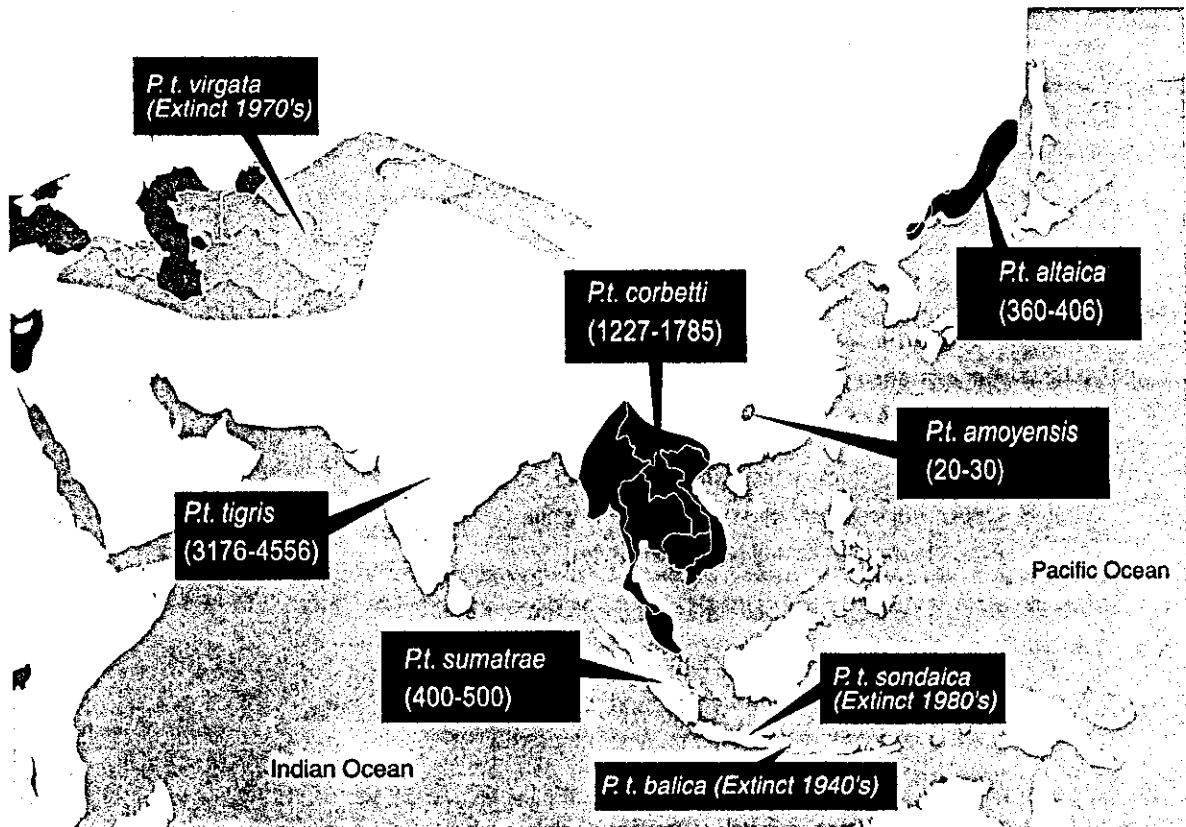 P. t. virgata
(Extinct 1970's)
P.t. altaica
(360-406)
P.t. corbetti
(1227-1785)
P.t. amoyensis
(20-30)
P.t. tigris
(3176-4556)
Pacific Ocean
P.t. sumatrae
(400-500)
P. t. sondaica
(Extinct 1980's)
Indian Ocean
P. t. balica (Extinct 1940's)